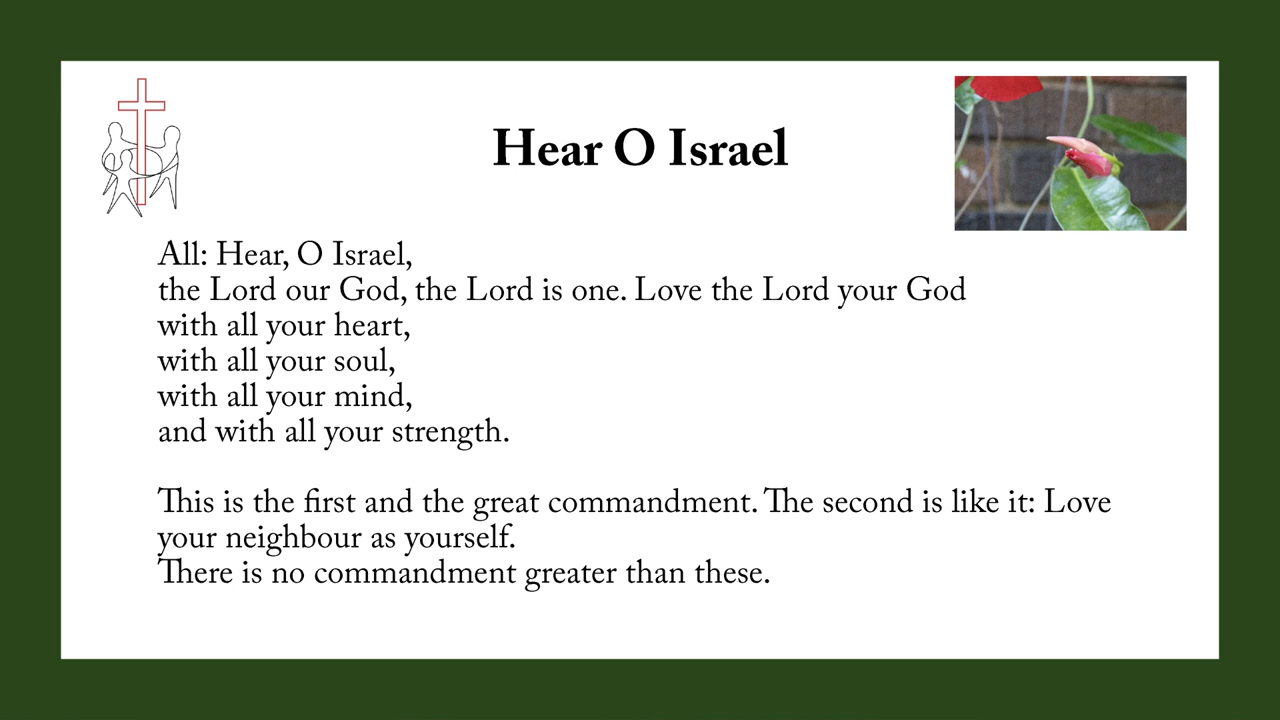 Hear O Israel
All: Hear, O Israel,
the Lord our God, the Lord is one. Love the Lord your God
with all your heart,
with all your soul,
with all your mind,
and with all your strength.
This is the first and the great commandment. The second is like it: Love
your neighbour as yourself.
There is no commandment greater than these.